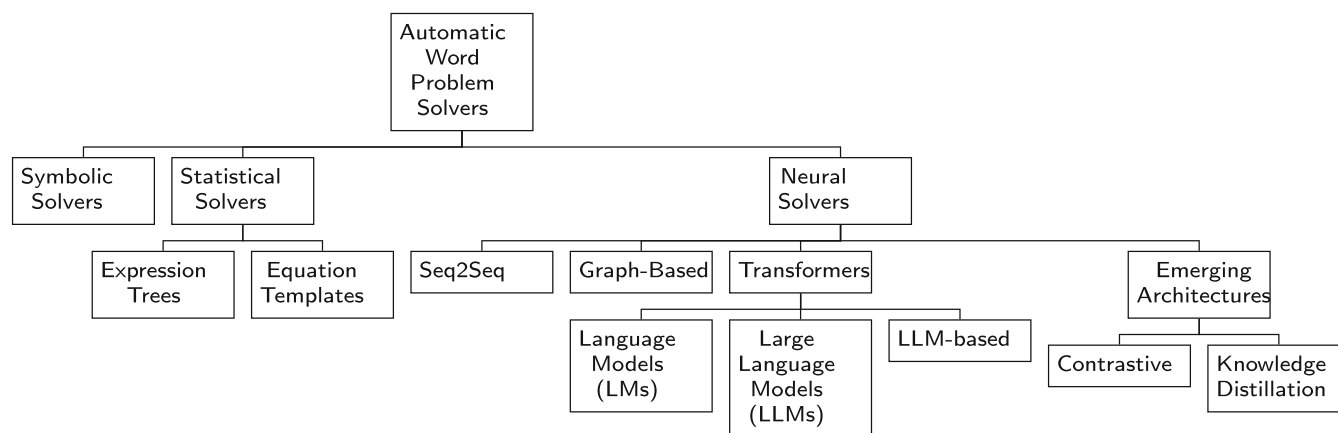 Automatic
Word
Problem
Solvers
Symbolic
Solvers
Statistical
Solvers
Neural
Solvers
Expression
Trees
Equation
Templates
Seq2Seq
Graph-Based
Transformers
Emerging
Architectures
Language
Models
(LMs)
Large
Language
Models
(LLMs)
LLM-based
Contrastive
Knowledge
Distillation